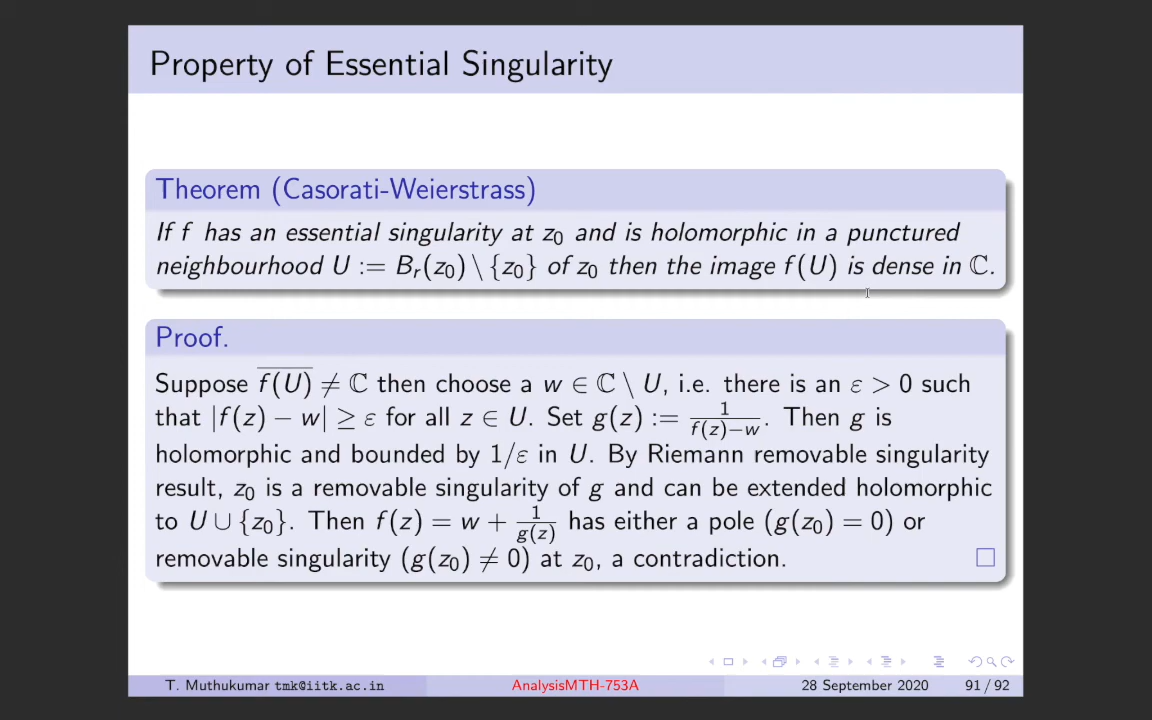 Property of Essential Singularity
Theorem (Casorati-Weierstrass)
If f has an essential singularity at z₀ and is holomorphic in a punctured
neighbourhood U := Bᵣ(z₀) \ {z₀} of z₀ then the image f(U) is dense in ℂ.
Proof.
Suppose \overline{f(U)} ≠ ℂ then choose a w ∈ ℂ \ U, i.e. there is an ε > 0 such
that |f(z) − w| ≥ ε for all z ∈ U. Set g(z) := \frac{1}{f(z)−w}. Then g is
holomorphic and bounded by 1/ε in U. By Riemann removable singularity
result, z₀ is a removable singularity of g and can be extended holomorphic
to U ∪ {z₀}. Then f(z) = w + \frac{1}{g(z)} has either a pole (g(z₀) = 0) or
removable singularity (g(z₀) ≠ 0) at z₀, a contradiction.
T. Muthukumar tmk@iitk.ac.in AnalysisMTH-753A 28 September 2020 91 / 92